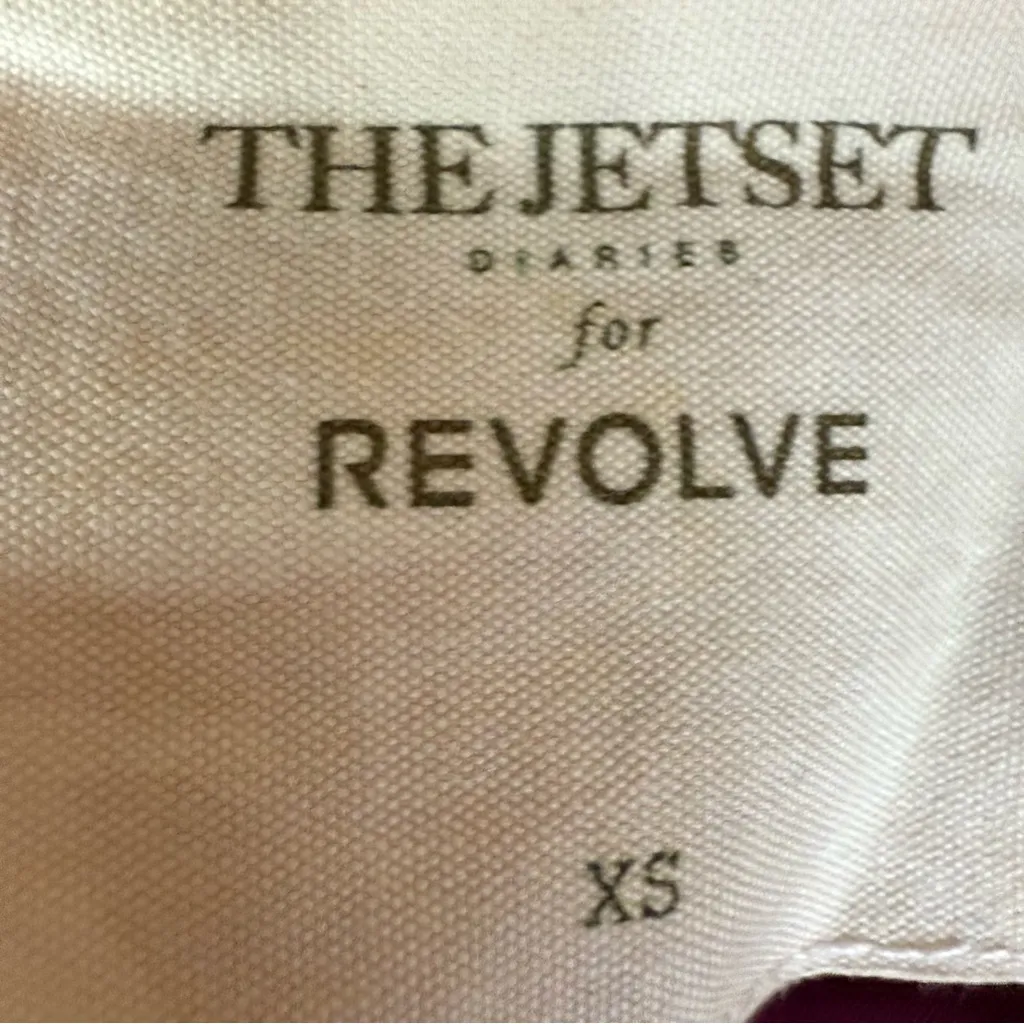 THE JETSET
DIARIES
for
REVOLVE
XS